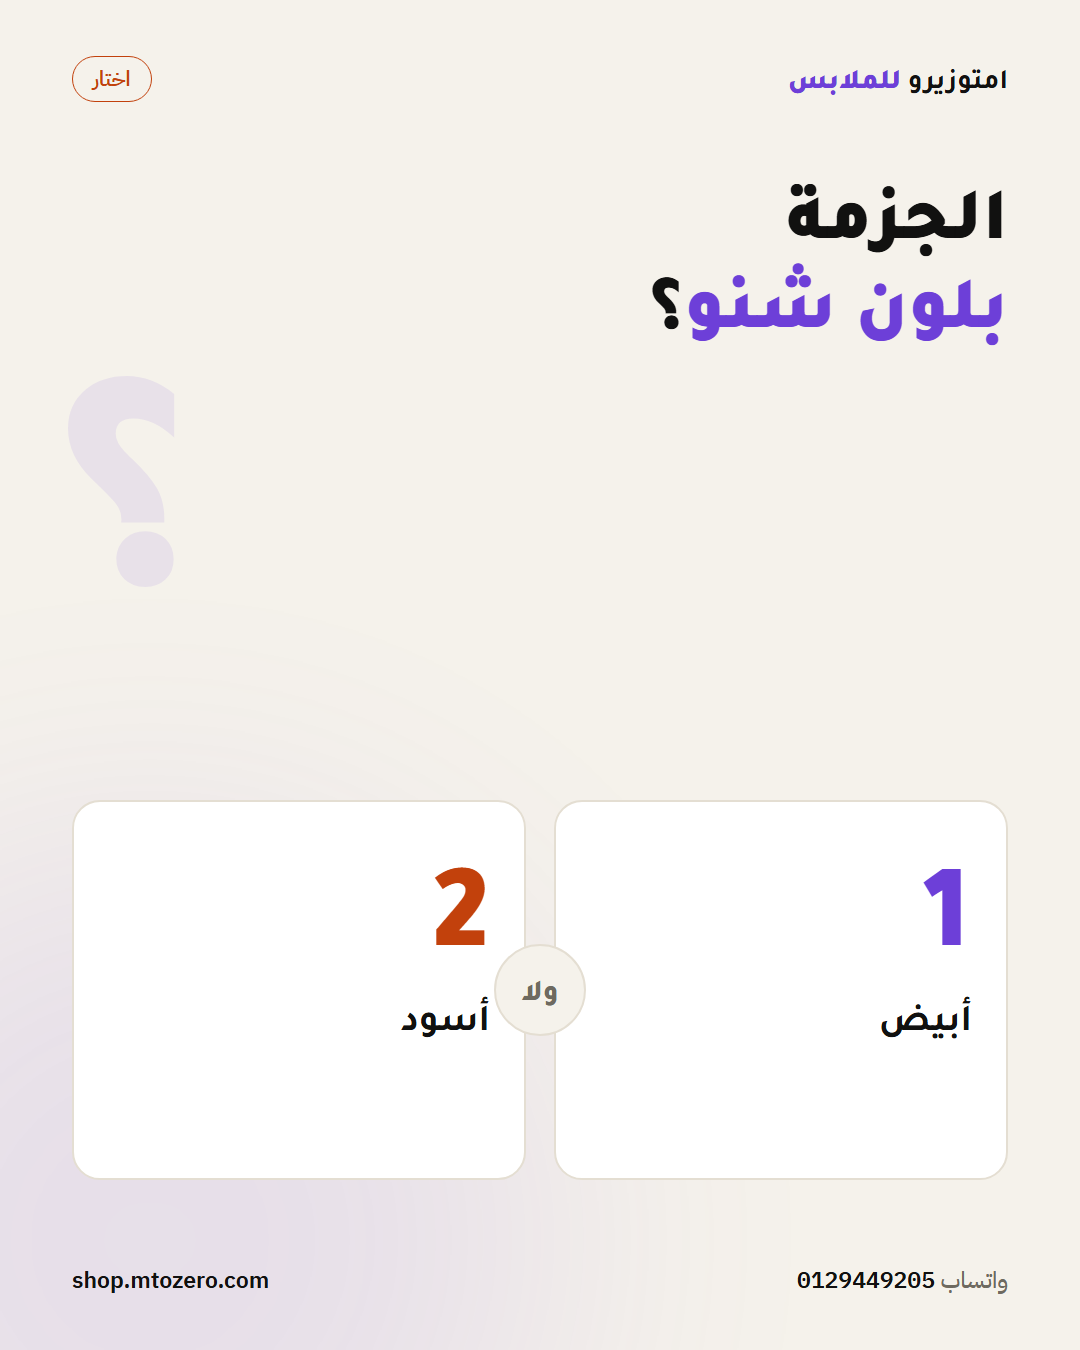 امتوزيرو للملابس
اختار
الجزمة
بلون شنو؟
؟
1
أبيض
ولا
2
أسود
واتساب 0129449205
shop.mtozero.com